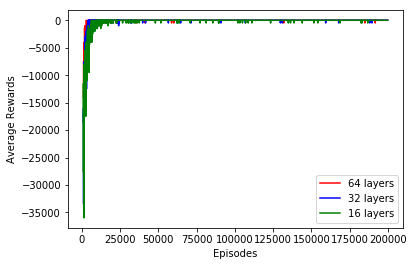 0
−5000
−10000
−15000
−20000
−25000
−30000
−35000
Average Rewards
64 layers
32 layers
16 layers
0 25000 50000 75000 100000 125000 150000 175000 200000
Episodes